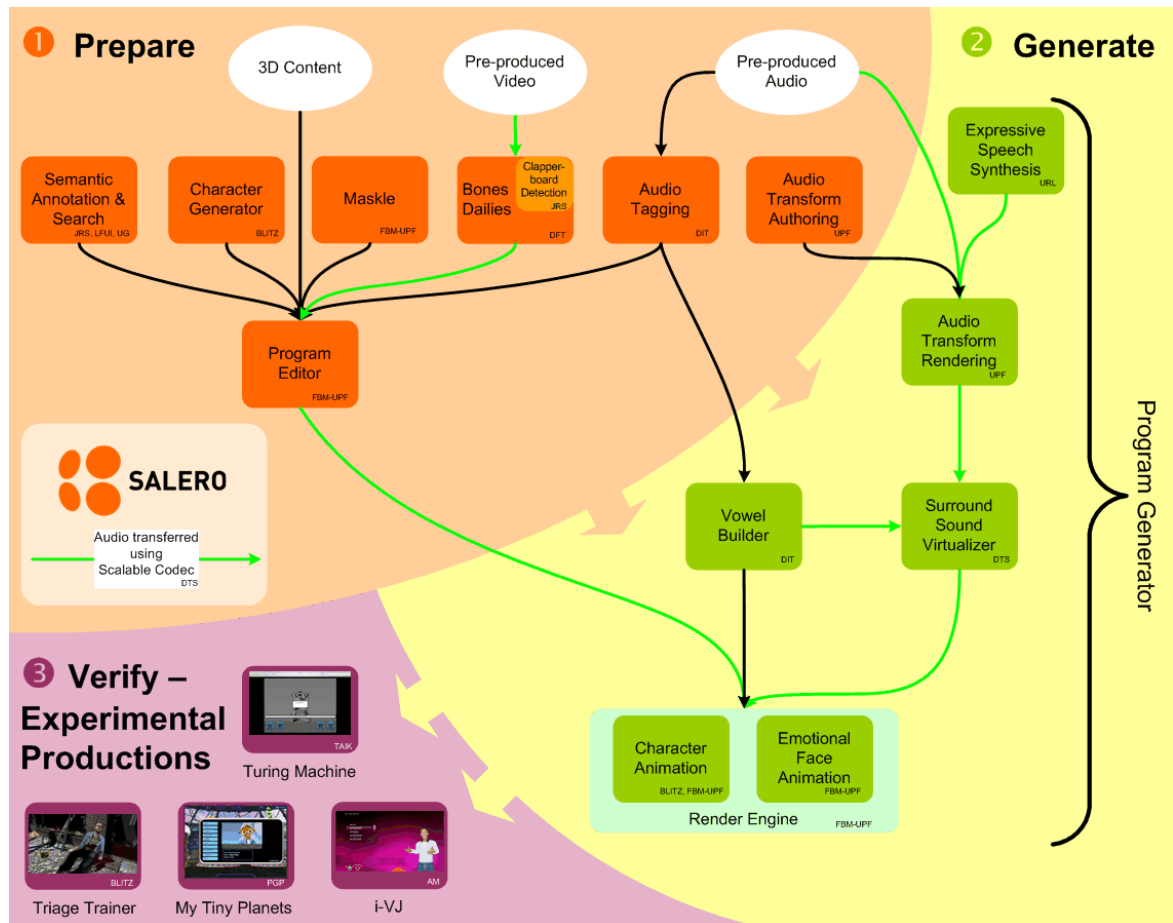 1 Prepare
2 Generate
3D Content
Pre-produced
Video
Pre-produced
Audio
Semantic
Annotation &
Search
JRS, LFUI, UG
Character
Generator
BLITZ
Maskle
FBM-UPF
Bones
Dailies
DFT
Clapper-
board
Detection
JRS
Audio
Tagging
DIT
Audio
Transform
Authoring
UPF
Expressive
Speech
Synthesis
URL
Program
Editor
FBM-UPF
Audio
Transform
Rendering
UPF
SALERO
Audio transferred
using
Scalable Codec
DTS
Vowel
Builder
DIT
Surround
Sound
Virtualizer
DTS
Program Generator
3 Verify –
Experimental
Productions
TAIK
Turing Machine
BLITZ
Triage Trainer
PGP
My Tiny Planets
AM
i-VJ
Character
Animation
BLITZ, FBM-UPF
Emotional
Face
Animation
FBM-UPF
Render Engine
FBM-UPF